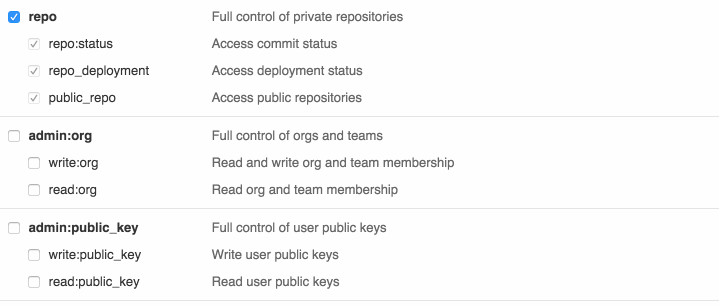 repo Full control of private repositories
repo:status Access commit status
repo_deployment Access deployment status
public_repo Access public repositories
admin:org Full control of orgs and teams
write:org Read and write org and team membership
read:org Read org and team membership
admin:public_key Full control of user public keys
write:public_key Write user public keys
read:public_key Read user public keys